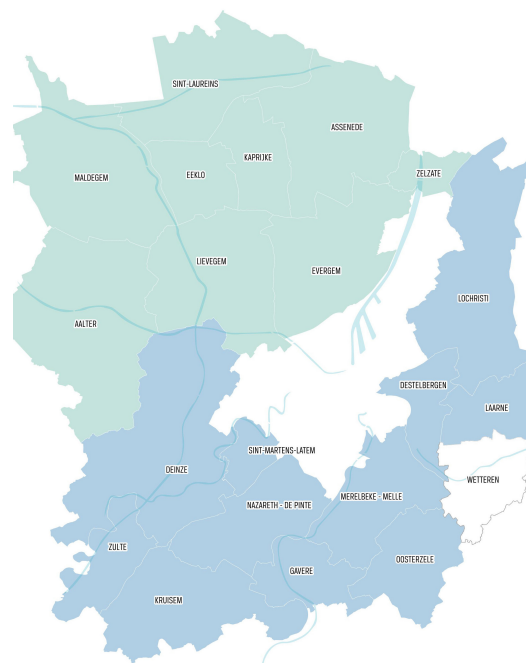 SINT-LAUREINS
ASSENEDE
KAPRIJKE
ZELZATE
EEKLO
MALDEGEM
LIEVEGEM
EVERGEM
LOCHRISTI
AALTER
DESTELBERGEN
LAARNE
SINT-MARTENS-LATEM
DEINZE
WETTEREN
MERELBEKE - MELLE
NAZARETH - DE PINTE
ZULTE
OOSTERZELE
GAVERE
KRUISEM